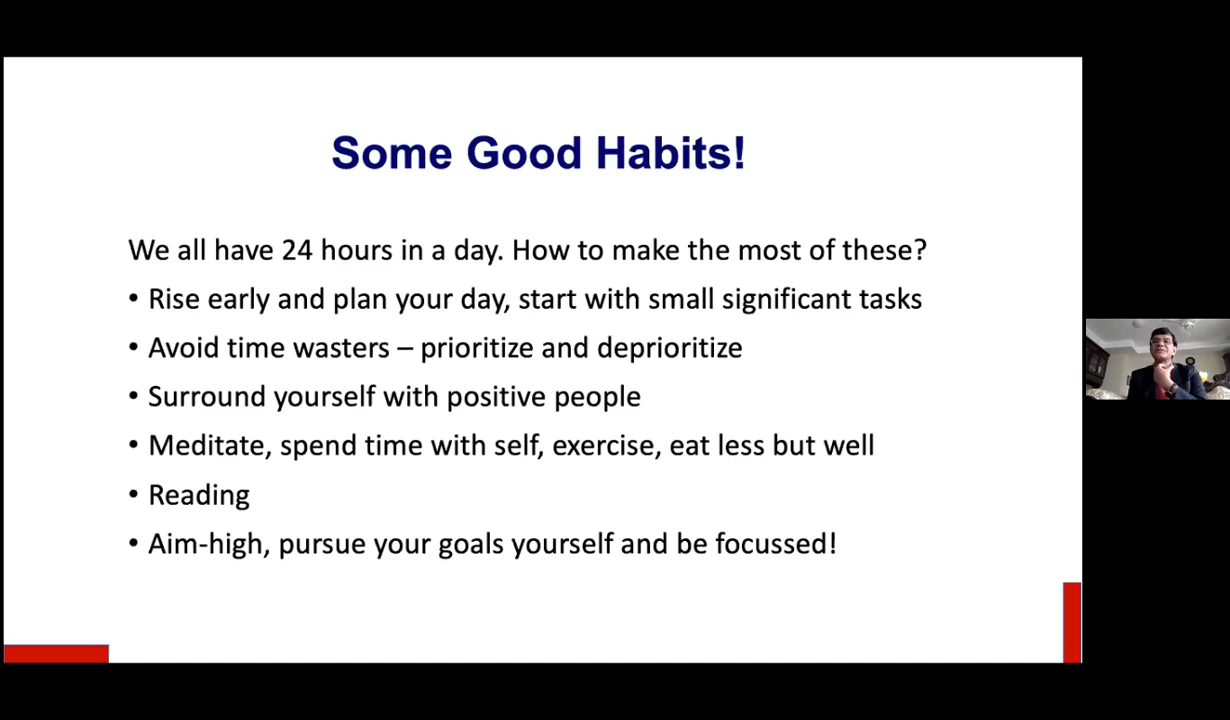 Some Good Habits!
We all have 24 hours in a day. How to make the most of these?
• Rise early and plan your day, start with small significant tasks
• Avoid time wasters – prioritize and deprioritize
• Surround yourself with positive people
• Meditate, spend time with self, exercise, eat less but well
• Reading
• Aim-high, pursue your goals yourself and be focussed!